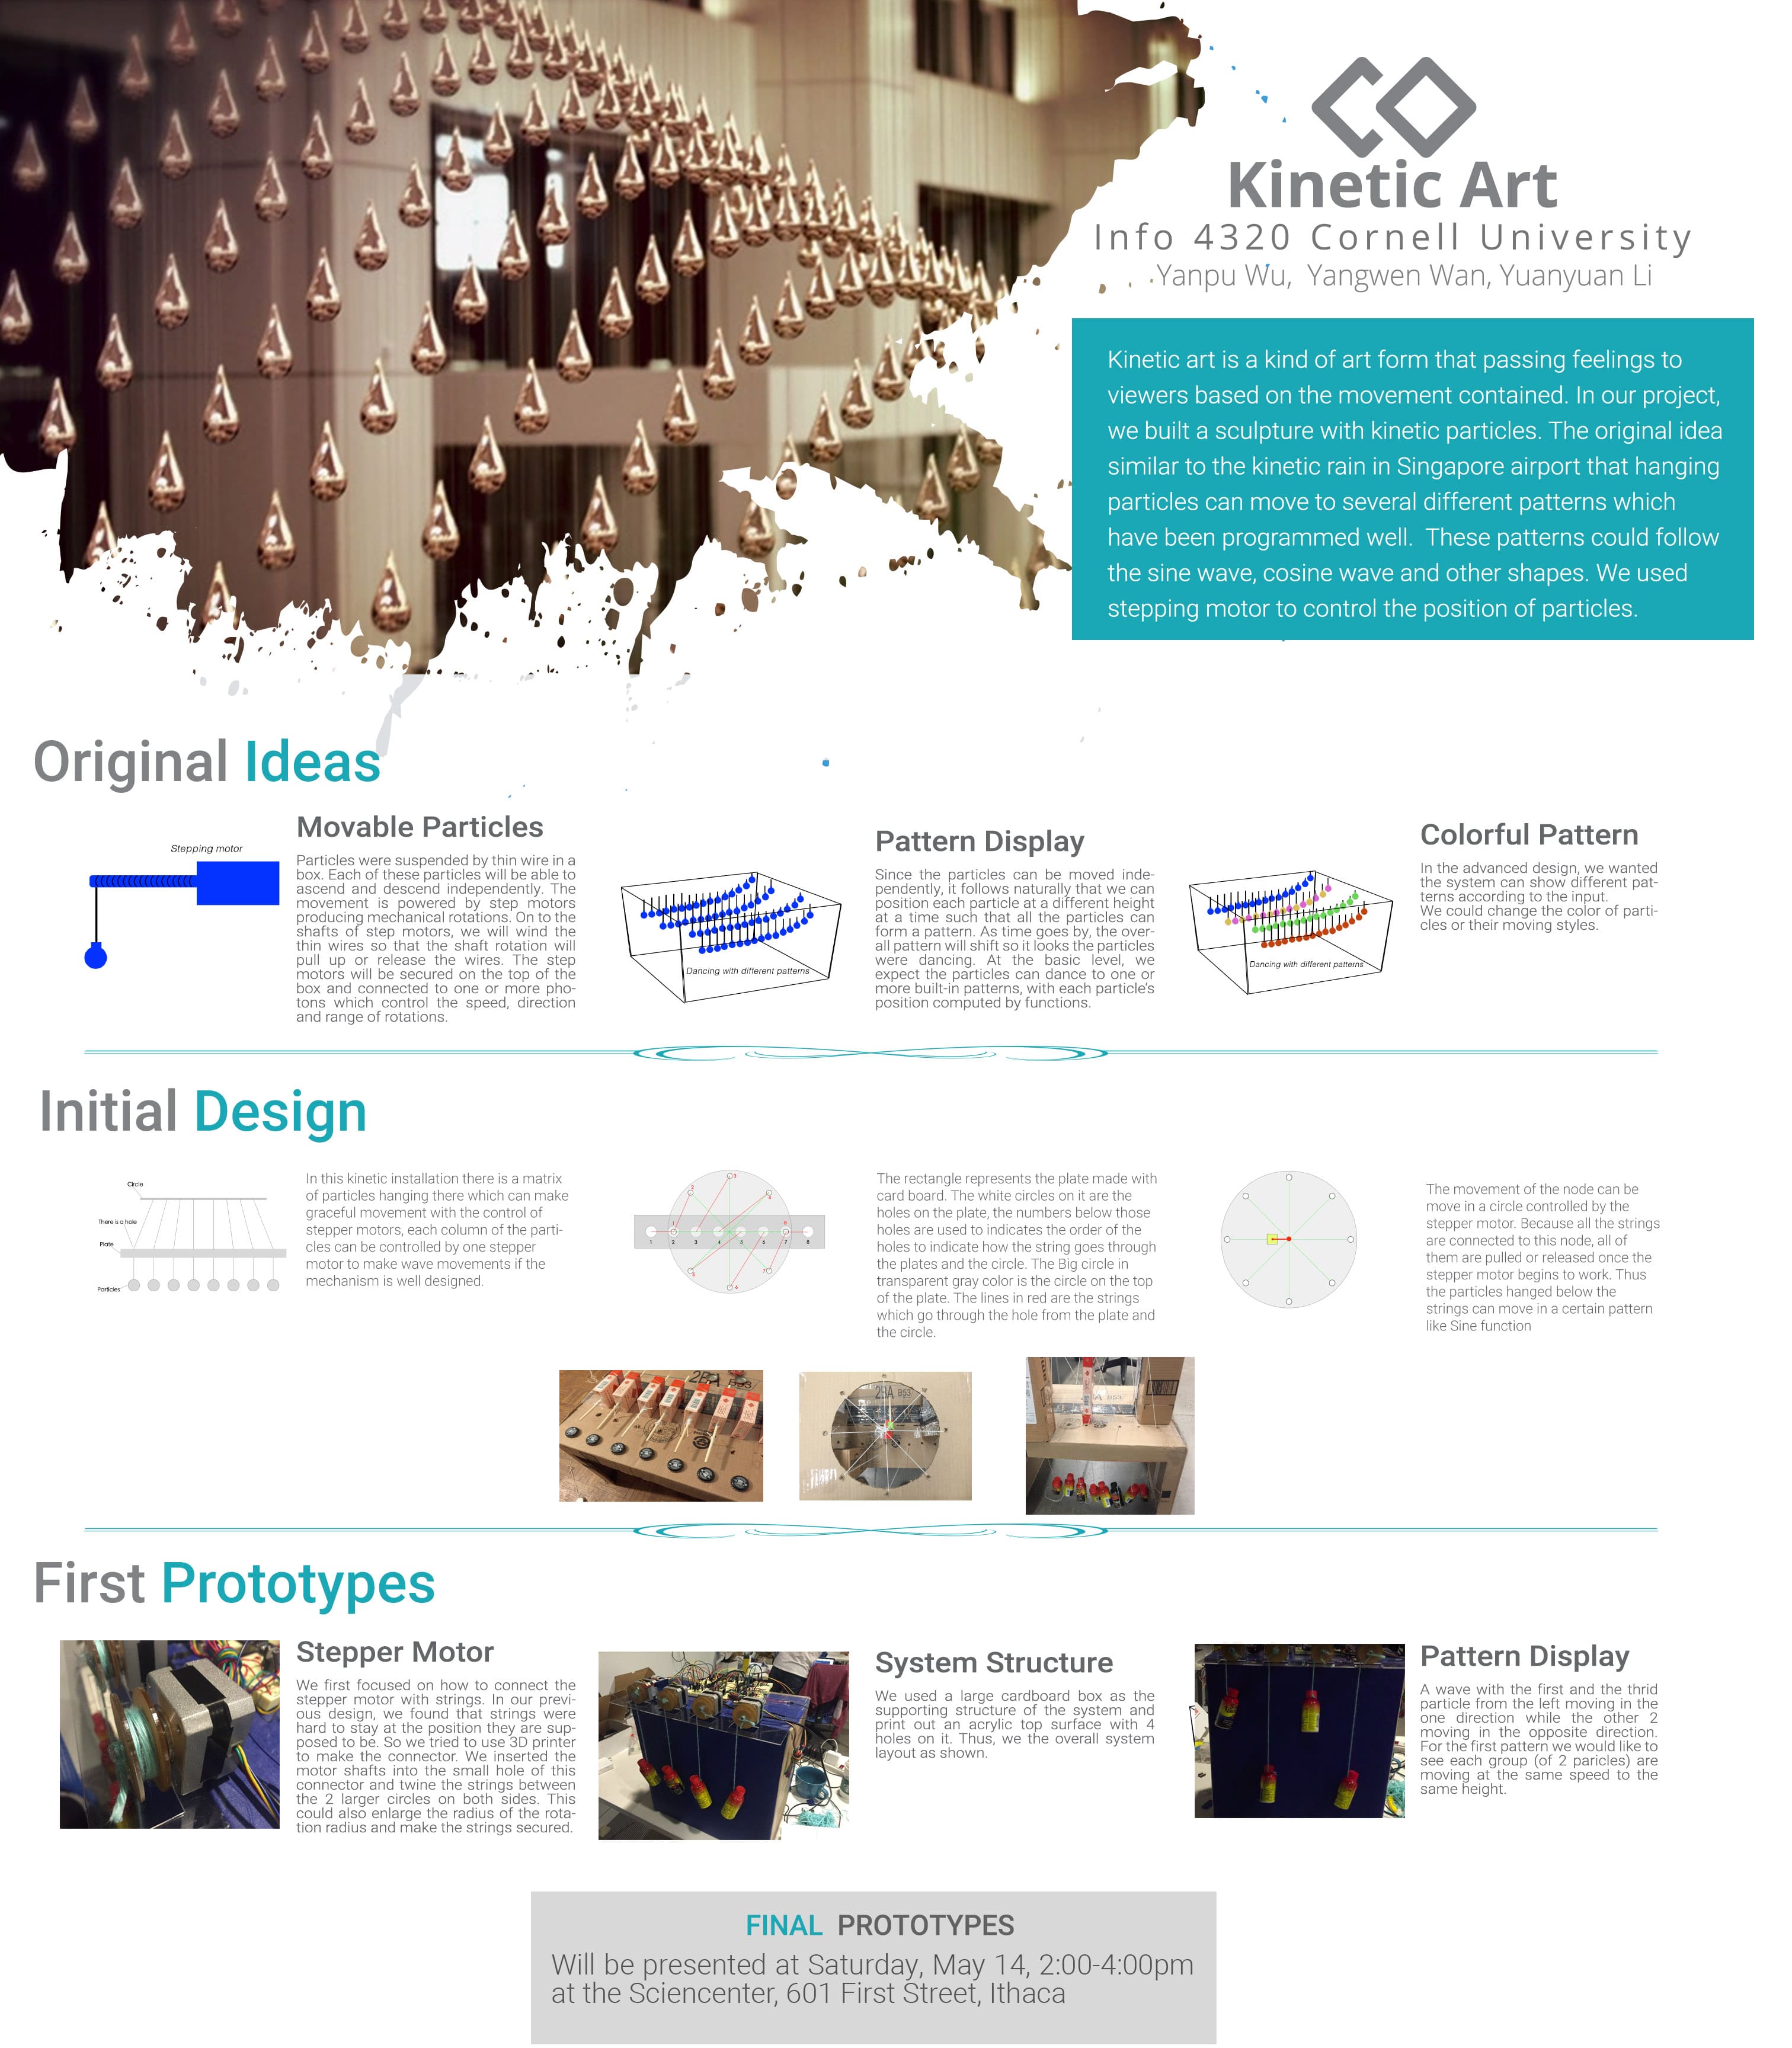 Kinetic Art
Info 4320 Cornell University
Yanpu Wu, Yangwen Wan, Yuanyuan Li
Kinetic art is a kind of art form that passing feelings to
viewers based on the movement contained. In our project,
we built a sculpture with kinetic particles. The original idea
similar to the kinetic rain in Singapore airport that hanging
particles can move to several different patterns which
have been programmed well. These patterns could follow
the sine wave, cosine wave and other shapes. We used
stepping motor to control the position of particles.
Original Ideas
Stepping motor
Movable Particles
Particles were suspended by thin wire in a
box. Each of these particles will be able to
ascend and descend independently. The
movement is powered by step motors
producing mechanical rotations. On to the
shafts of step motors, we will wind the
thin wires so that the shaft rotation will
pull up or release the wires. The step
motors will be secured on the top of the
box and connected to one or more pho-
tons which control the speed, direction
and range of rotations.
Dancing with different patterns
Pattern Display
Since the particles can be moved inde-
pendently, it follows naturally that we can
position each particle at a different height
at a time such that all the particles can
form a pattern. As time goes by, the over-
all pattern will shift so it looks the particles
were dancing. At the basic level, we
expect the particles can dance to one or
more built-in patterns, with each particle's
position computed by functions.
Dancing with different patterns
Colorful Pattern
In the advanced design, we wanted
the system can show different pat-
terns according to the input.
We could change the color of parti-
cles or their moving styles.
Initial Design
Circle
There is a hole
Plate
Particles
In this kinetic installation there is a matrix
of particles hanging there which can make
graceful movement with the control of
stepper motors, each column of the parti-
cles can be controlled by one stepper
motor to make wave movements if the
mechanism is well designed.
1 2 3 4 5 6 7 8
The rectangle represents the plate made with
card board. The white circles on it are the
holes on the plate, the numbers below those
holes are used to indicates the order of the
holes to indicate how the string goes through
the plates and the circle. The Big circle in
transparent gray color is the circle on the top
of the plate. The lines in red are the strings
which go through the hole from the plate and
the circle.
The movement of the node can be
move in a circle controlled by the
stepper motor. Because all the strings
are connected to this node, all of
them are pulled or released once the
stepper motor begins to work. Thus
the particles hanged below the
strings can move in a certain pattern
like Sine function
2BA B53
2BA B53
First Prototypes
Stepper Motor
We first focused on how to connect the
stepper motor with strings. In our previ-
ous design, we found that strings were
hard to stay at the position they are sup-
posed to be. So we tried to use 3D printer
to make the connector. We inserted the
motor shafts into the small hole of this
connector and twine the strings between
the 2 larger circles on both sides. This
could also enlarge the radius of the rota-
tion radius and make the strings secured.
System Structure
We used a large cardboard box as the
supporting structure of the system and
print out an acrylic top surface with 4
holes on it. Thus, we the overall system
layout as shown.
Pattern Display
A wave with the first and the thrid
particle from the left moving in the
one direction while the other 2
moving in the opposite direction.
For the first pattern we would like to
see each group (of 2 paricles) are
moving at the same speed to the
same height.
FINAL PROTOTYPES
Will be presented at Saturday, May 14, 2:00-4:00pm
at the Sciencenter, 601 First Street, Ithaca